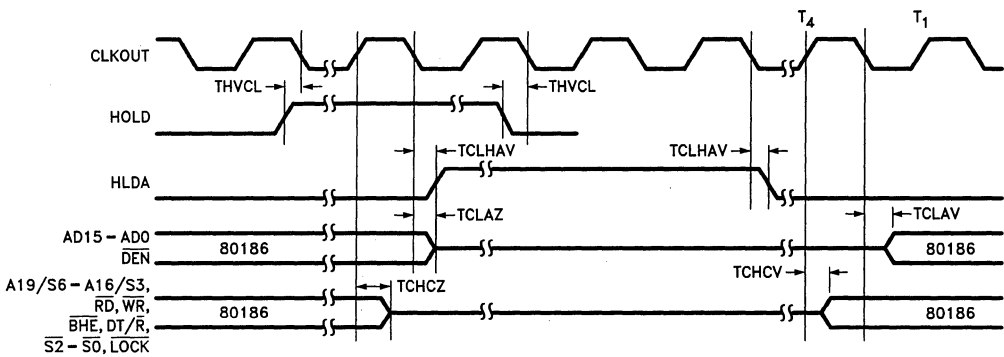 T4 T1
CLKOUT
THVCL THVCL
HOLD
TCLHAV TCLHAV
HLDA
TCLAZ TCLAV
AD15-AD0
80186 80186
DEN
A19/S6-A16/S3,
TCHCZ TCHCV
RD, WR,
80186 80186
BHE, DT/R,
S2-S0, LOCK